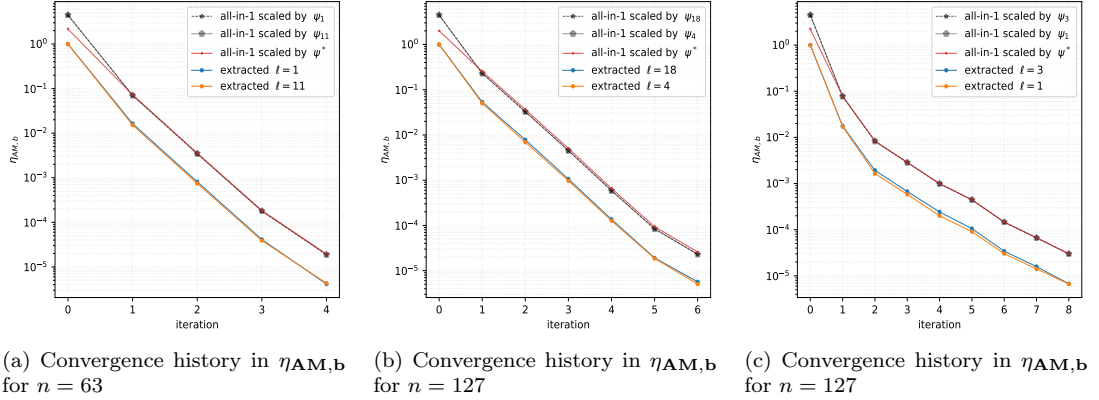 all-in-1 scaled by ψ₁
all-in-1 scaled by ψ₁₁
all-in-1 scaled by ψ*
extracted ℓ = 1
extracted ℓ = 11
10⁰
10⁻¹
10⁻²
10⁻³
10⁻⁴
10⁻⁵
η_{AM, b}
0 1 2 3 4
iteration
all-in-1 scaled by ψ₁₈
all-in-1 scaled by ψ₄
all-in-1 scaled by ψ*
extracted ℓ = 18
extracted ℓ = 4
10⁰
10⁻¹
10⁻²
10⁻³
10⁻⁴
10⁻⁵
η_{AM, b}
0 1 2 3 4 5 6
iteration
all-in-1 scaled by ψ₃
all-in-1 scaled by ψ₁
all-in-1 scaled by ψ*
extracted ℓ = 3
extracted ℓ = 1
10⁰
10⁻¹
10⁻²
10⁻³
10⁻⁴
10⁻⁵
η_{AM, b}
0 1 2 3 4 5 6 7 8
iteration
(a) Convergence history in η_{AM,b}
for n = 63
(b) Convergence history in η_{AM,b}
for n = 127
(c) Convergence history in η_{AM,b}
for n = 127